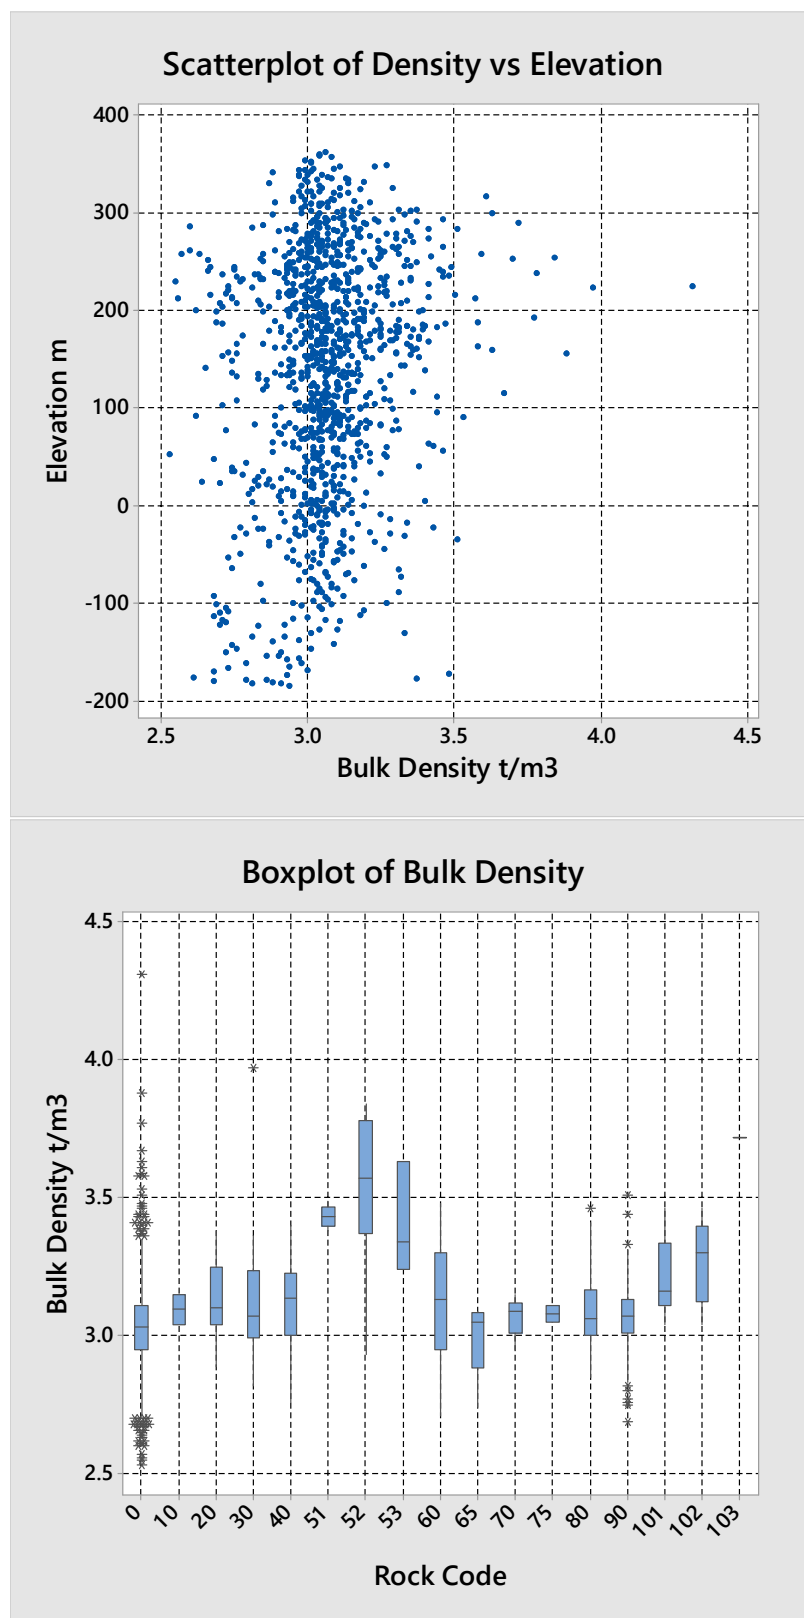 Scatterplot of Density vs Elevation
400
300
200
100
0
-100
-200
Elevation m
2.5 3.0 3.5 4.0 4.5
Bulk Density t/m3
Boxplot of Bulk Density
4.5
4.0
3.5
3.0
2.5
Bulk Density t/m3
0 10 20 30 40 51 52 53 60 65 70 75 80 90 101 102 103
Rock Code